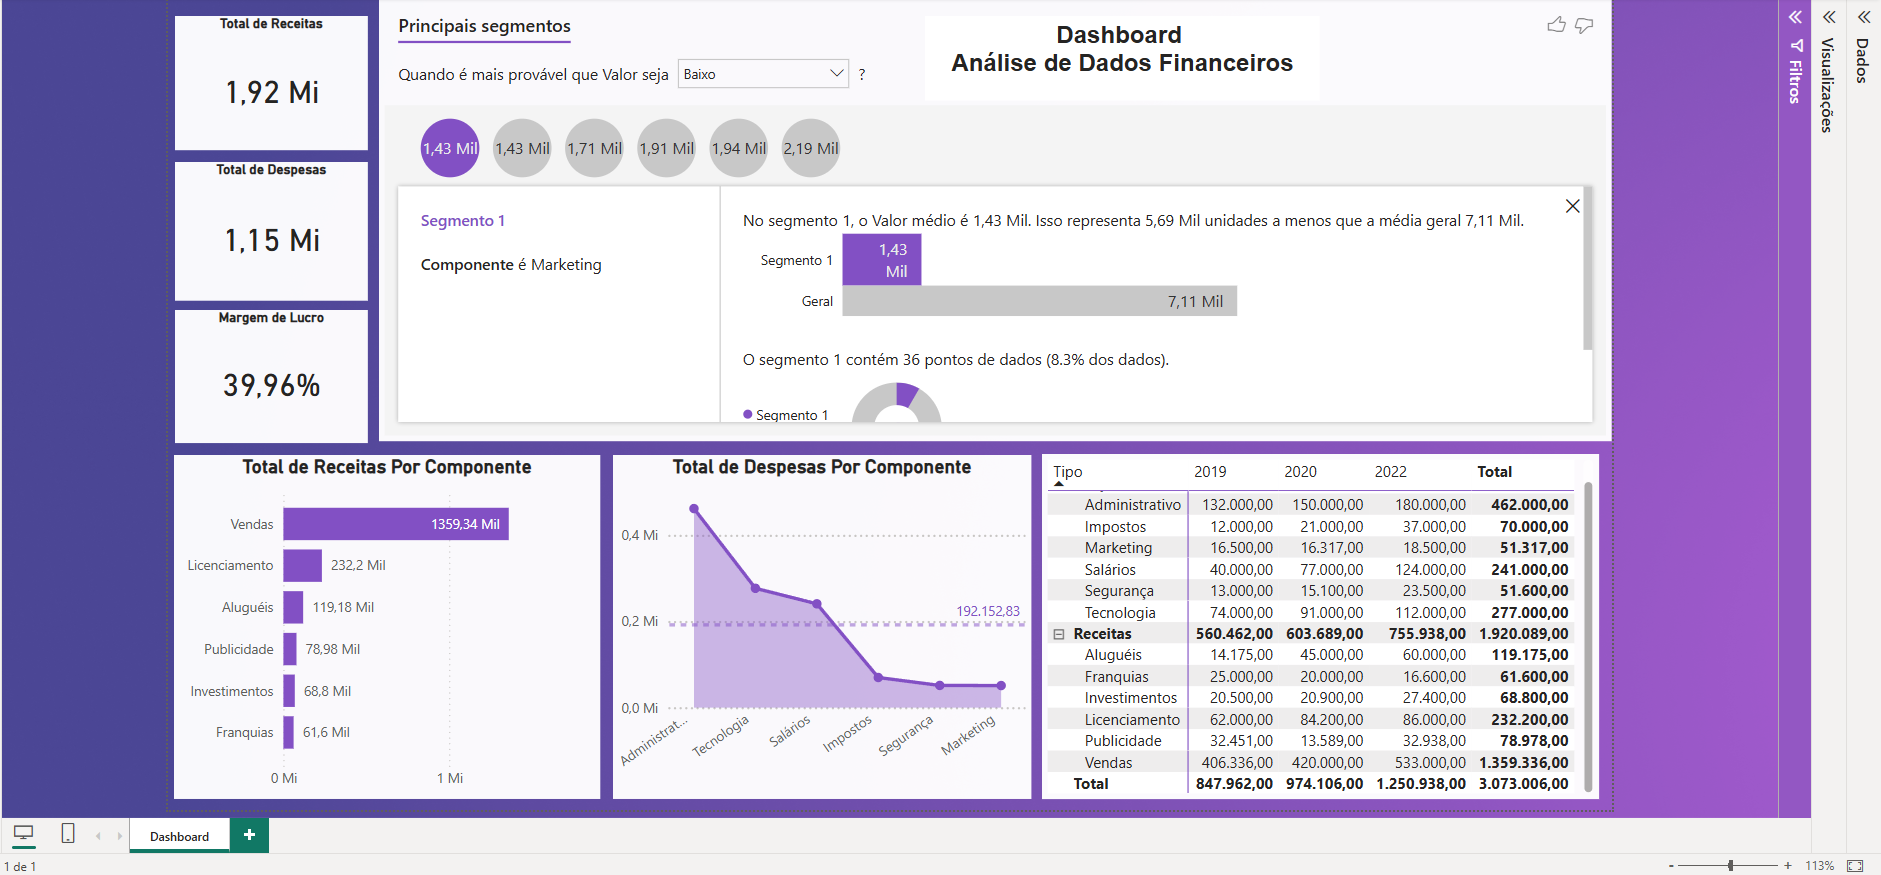 Total de Receitas
1,92 Mi
Total de Despesas
1,15 Mi
Margem de Lucro
39,96%
Principais segmentos
Quando é mais provável que Valor seja Baixo ?
Dashboard
Análise de Dados Financeiros
1,43 Mil 1,43 Mil 1,71 Mil 1,91 Mil 1,94 Mil 2,19 Mil
Segmento 1
Componente é Marketing
No segmento 1, o Valor médio é 1,43 Mil. Isso representa 5,69 Mil unidades a menos que a média geral 7,11 Mil.
Segmento 1 1,43
Mil
Geral 7,11 Mil
O segmento 1 contém 36 pontos de dados (8.3% dos dados).
Segmento 1
Total de Receitas Por Componente
Vendas 1359,34 Mil
Licenciamento 232,2 Mil
Aluguéis 119,18 Mil
Publicidade 78,98 Mil
Investimentos 68,8 Mil
Franquias 61,6 Mil
0 Mi 1 Mi
Total de Despesas Por Componente
0,4 Mi
192.152,83
0,2 Mi
0,0 Mi
Administrat... Tecnologia Salários Impostos Segurança Marketing
Tipo 2019 2020 2022 Total
Administrativo 132.000,00 150.000,00 180.000,00 462.000,00
Impostos 12.000,00 21.000,00 37.000,00 70.000,00
Marketing 16.500,00 16.317,00 18.500,00 51.317,00
Salários 40.000,00 77.000,00 124.000,00 241.000,00
Segurança 13.000,00 15.100,00 23.500,00 51.600,00
Tecnologia 74.000,00 91.000,00 112.000,00 277.000,00
Receitas 560.462,00 603.689,00 755.938,00 1.920.089,00
Aluguéis 14.175,00 45.000,00 60.000,00 119.175,00
Franquias 25.000,00 20.000,00 16.600,00 61.600,00
Investimentos 20.500,00 20.900,00 27.400,00 68.800,00
Licenciamento 62.000,00 84.200,00 86.000,00 232.200,00
Publicidade 32.451,00 13.589,00 32.938,00 78.978,00
Vendas 406.336,00 420.000,00 533.000,00 1.359.336,00
Total 847.962,00 974.106,00 1.250.938,00 3.073.006,00
Filtros
Visualizações
Dados
Dashboard +
1 de 1
- + 113%